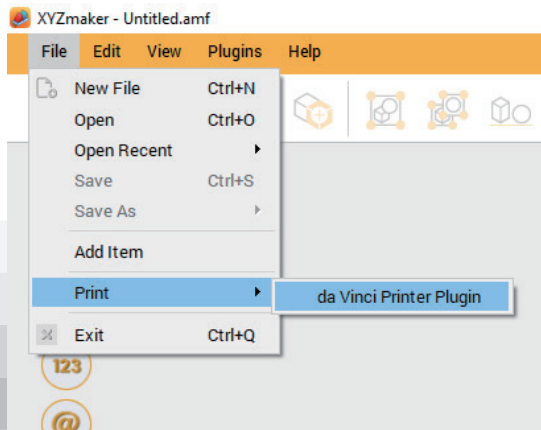 XYZmaker - Untitled.amf
File Edit View Plugins Help
New File Ctrl+N
Open Ctrl+O
Open Recent
Save Ctrl+S
Save As
Add Item
Print da Vinci Printer Plugin
Exit Ctrl+Q
123
@